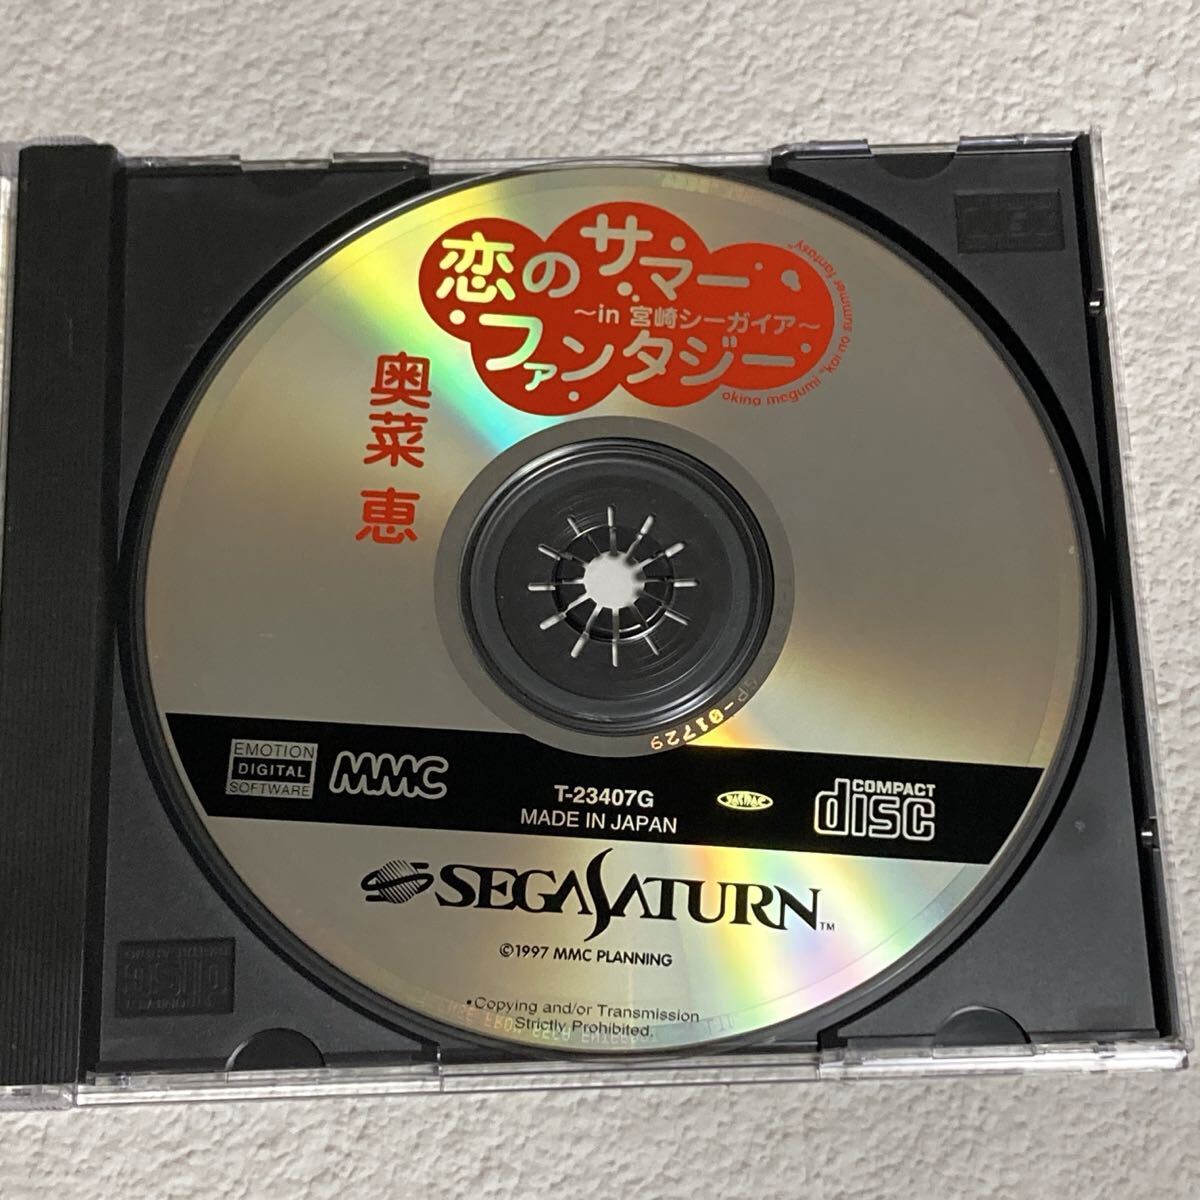 恋のサマー
～in 宮崎シーガイア～
ファンタジー
okina megumi "koi no summer fantasy"
奥菜 恵
P-01729
EMOTION
DIGITAL
SOFTWARE
MMC
T-23407G
MADE IN JAPAN
COMPACT
disc
SEGA SATURN™
©1997 MMC PLANNING
•Copying and/or Transmission
Strictly Prohibited.